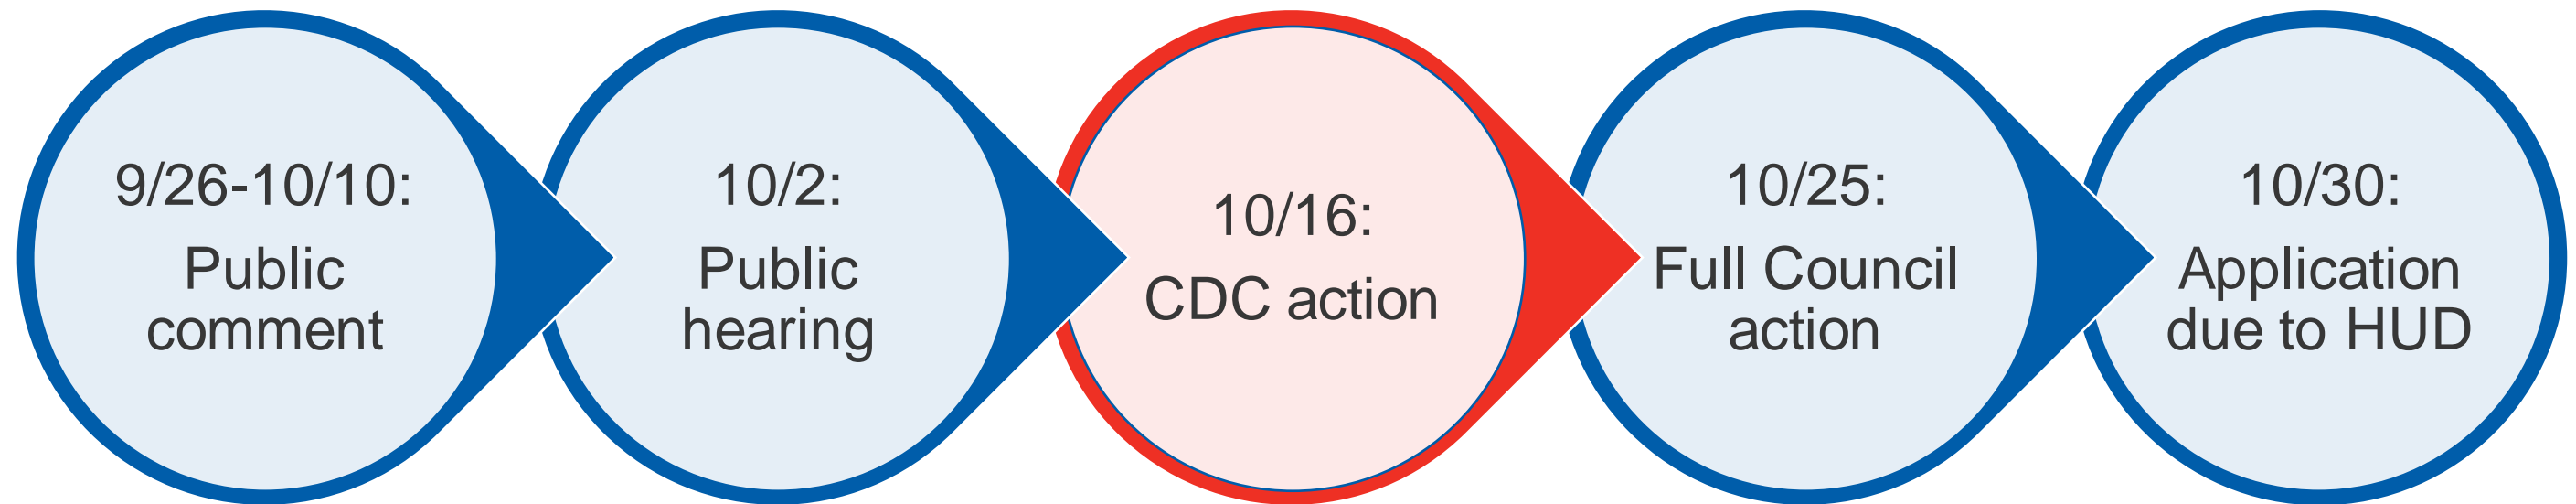 9/26-10/10:
Public
comment
10/2:
Public
hearing
10/16:
CDC action
10/25:
Full Council
action
10/30:
Application
due to HUD